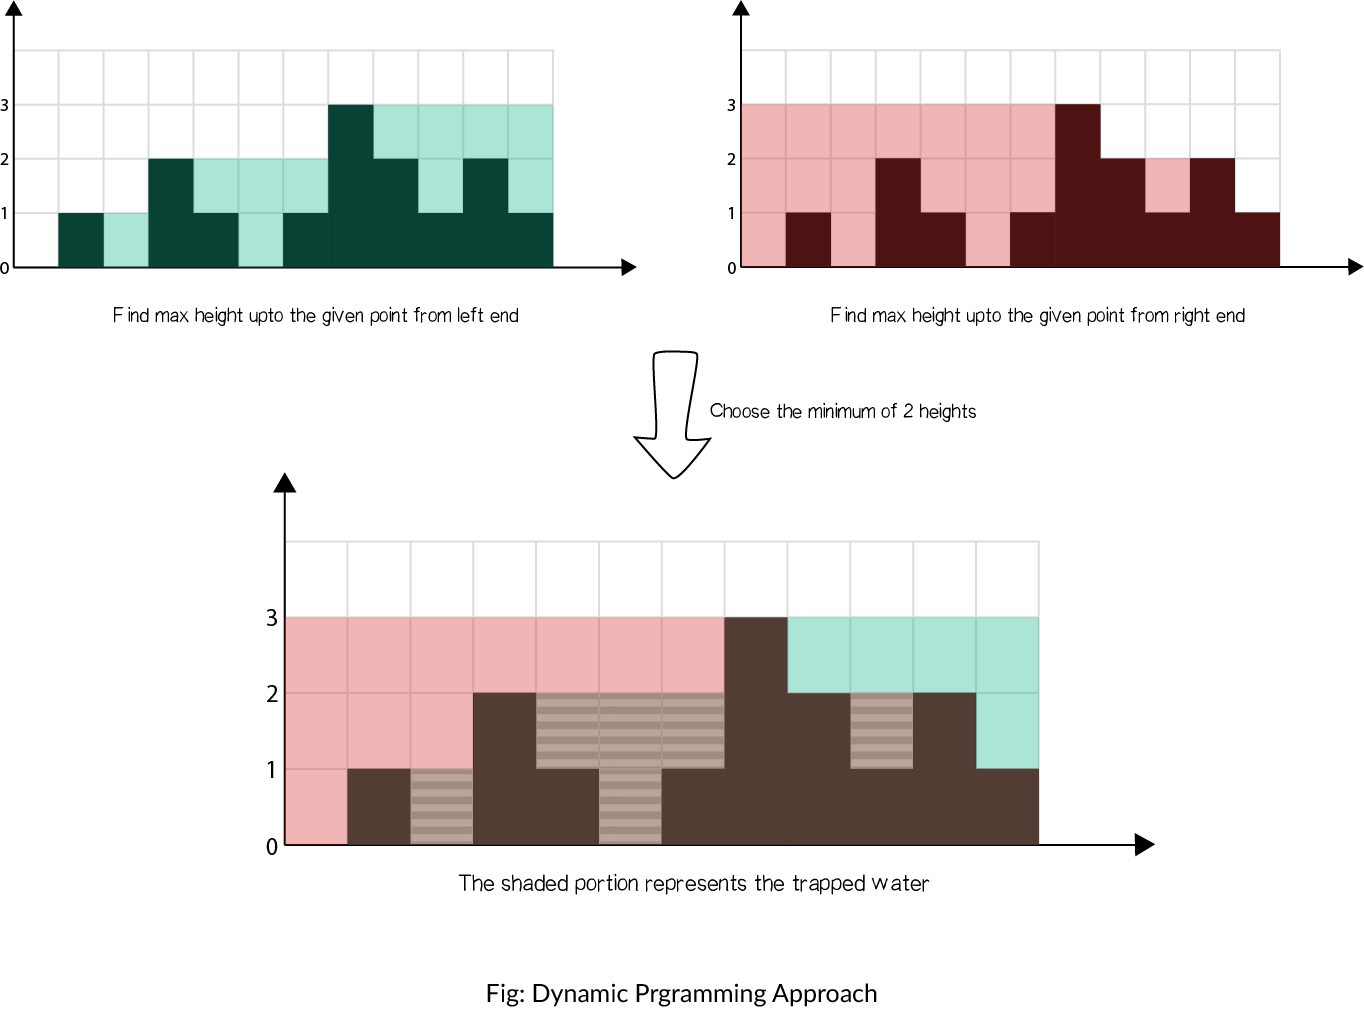 3
2
1
0
3
2
1
0
Find max height upto the given point from left end
Find max height upto the given point from right end
Choose the minimum of 2 heights
3
2
1
0
The shaded portion represents the trapped water
Fig: Dynamic Prgramming Approach